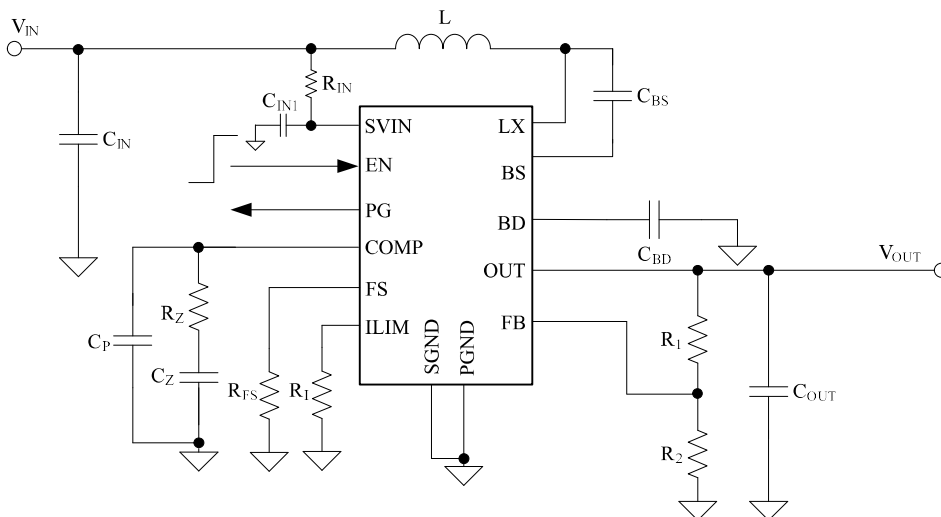 L
VIN
RIN
CIN1
CBS
CIN
SVIN
LX
EN
BS
PG
BD
CBD
COMP
OUT
VOUT
FS
FB
ILIM
SGND
PGND
RZ
CP
CZ
RFS
RI
R1
R2
COUT